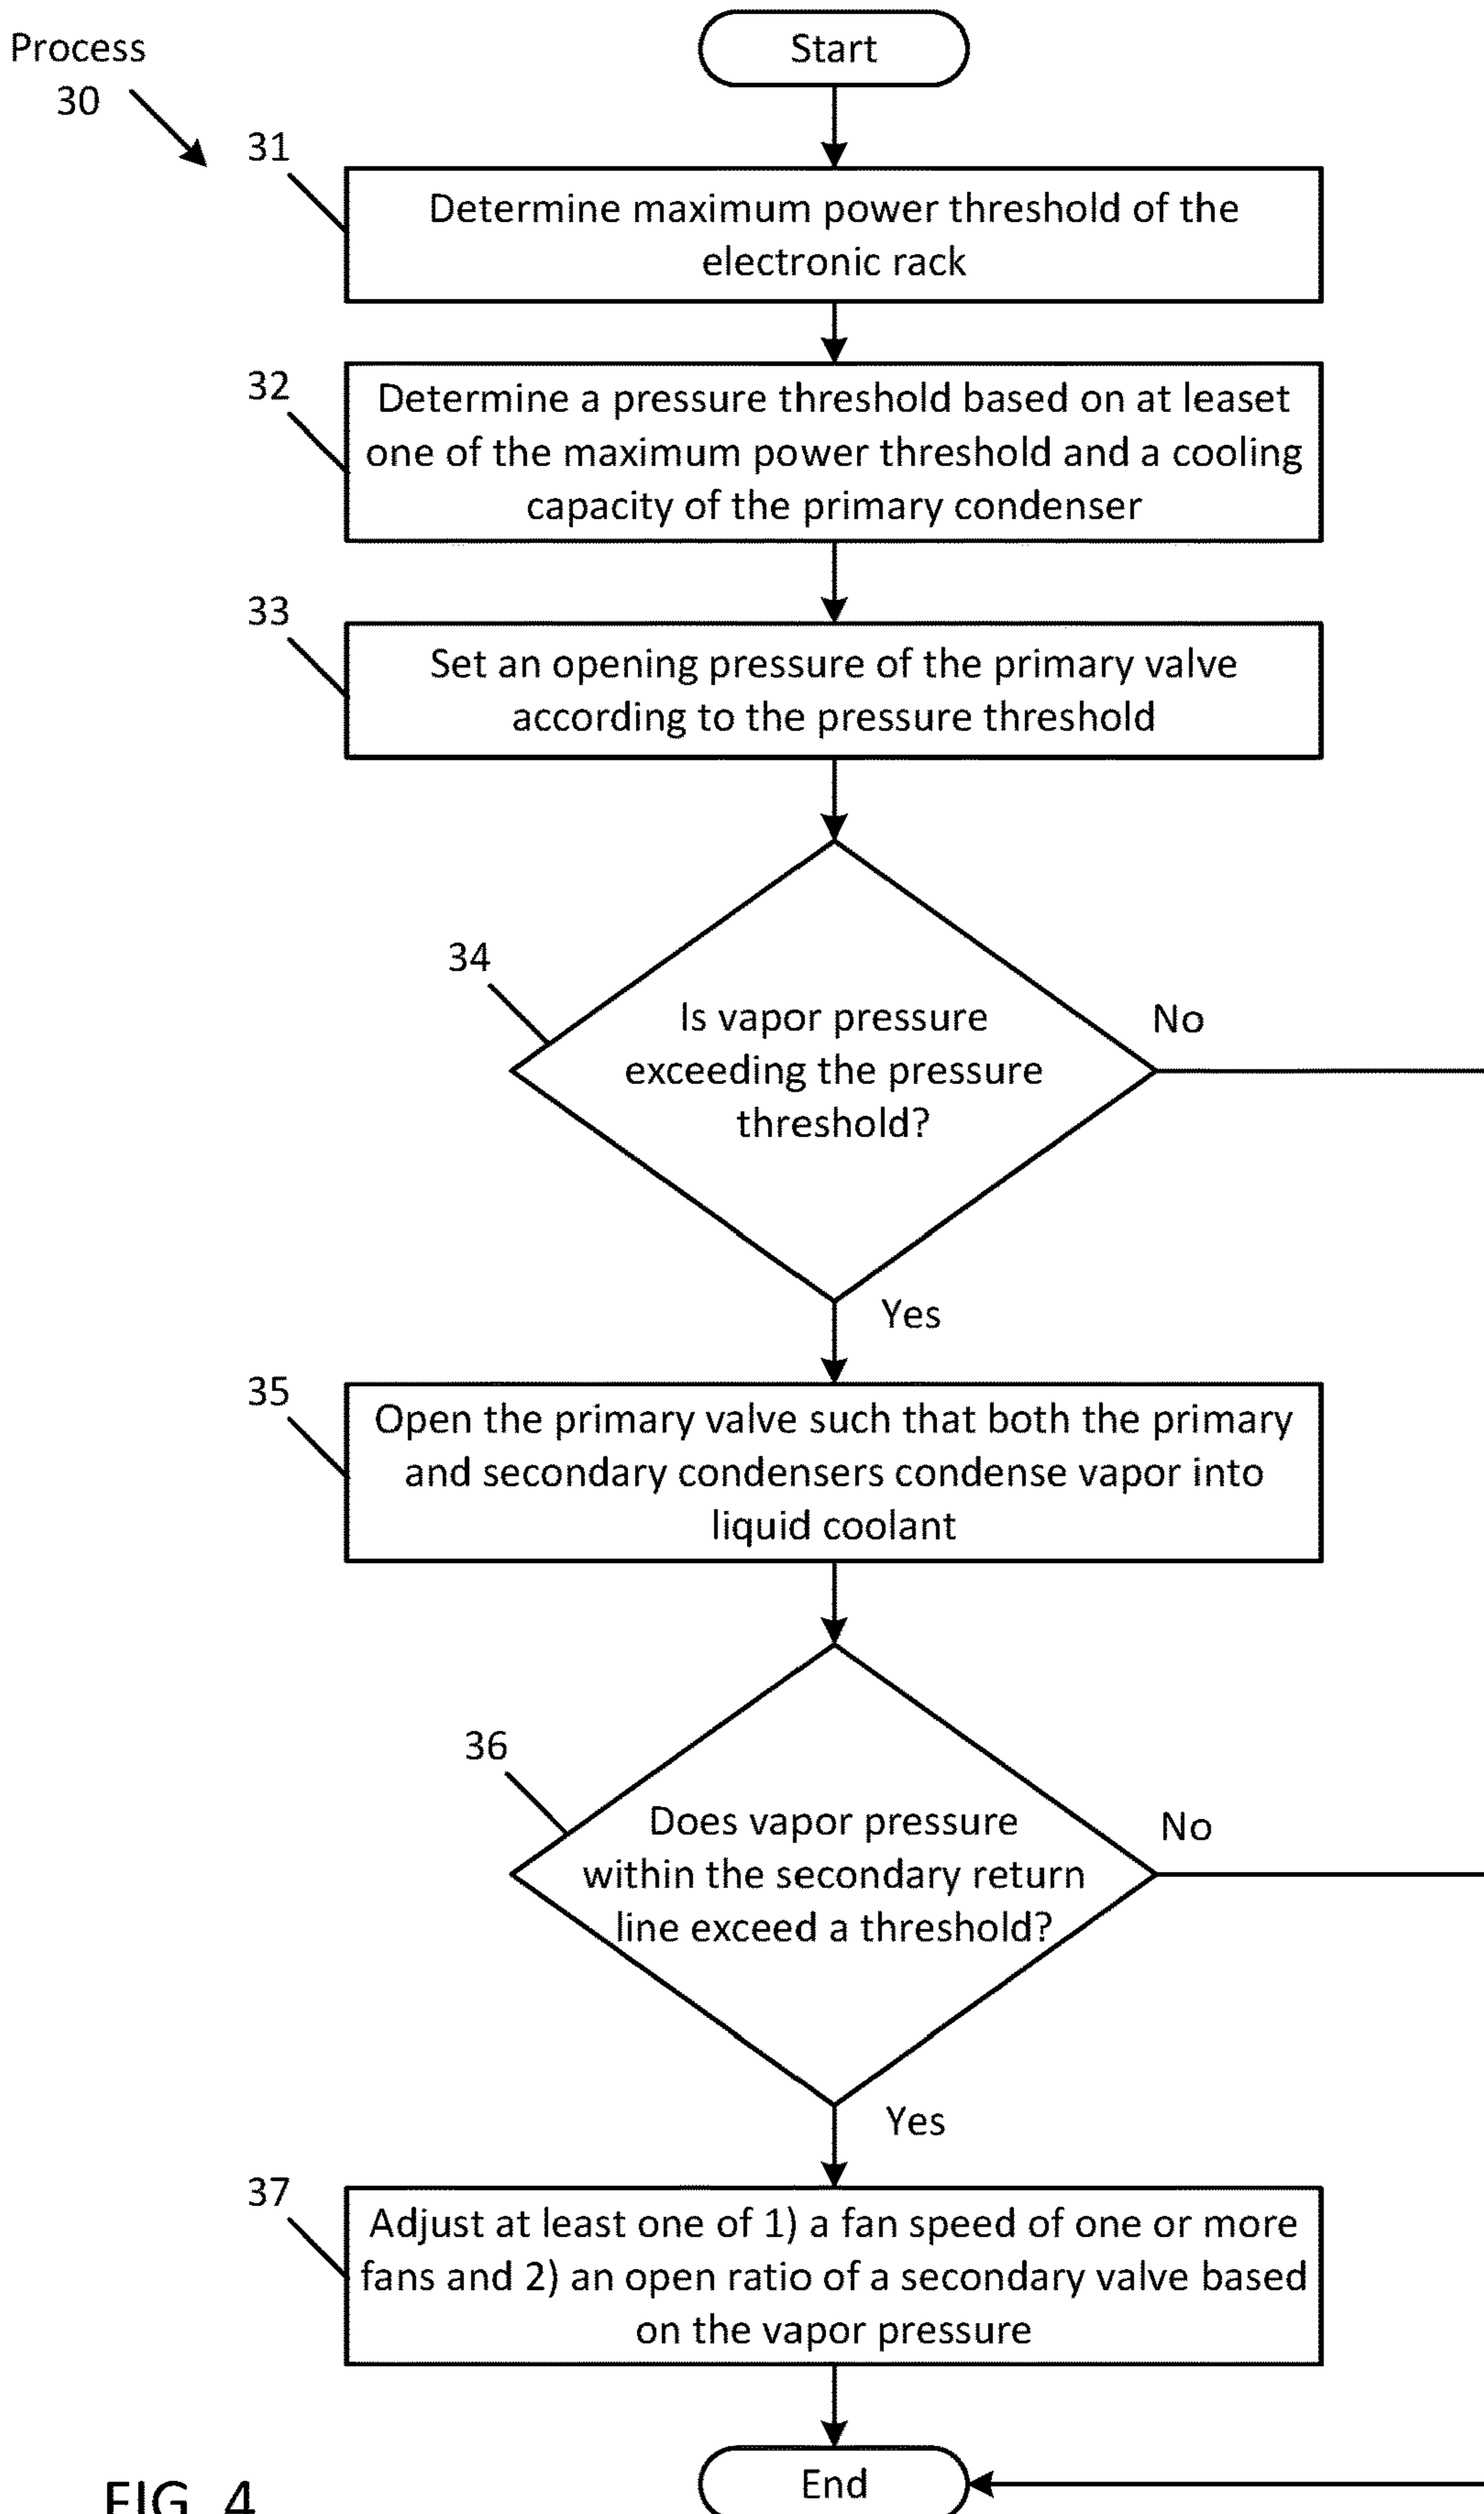 Process
30
Start
31
Determine maximum power threshold of the
electronic rack
32
Determine a pressure threshold based on at leaset
one of the maximum power threshold and a cooling
capacity of the primary condenser
33
Set an opening pressure of the primary valve
according to the pressure threshold
34
Is vapor pressure
exceeding the pressure
threshold?
No
Yes
35
Open the primary valve such that both the primary
and secondary condensers condense vapor into
liquid coolant
36
Does vapor pressure
within the secondary return
line exceed a threshold?
No
Yes
37
Adjust at least one of 1) a fan speed of one or more
fans and 2) an open ratio of a secondary valve based
on the vapor pressure
End
FIG. 4